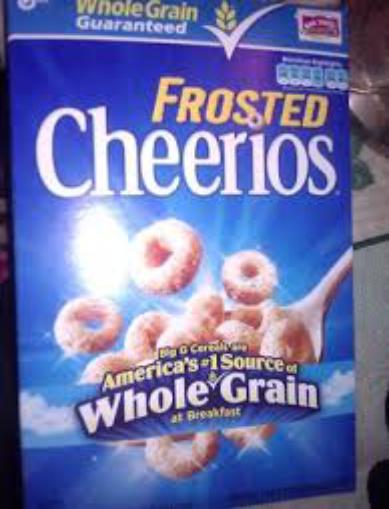 Whole Grain
Guaranteed
FROSTED
Cheerios
Big G Cereals are
America's #1 Source of
Whole Grain
at Breakfast